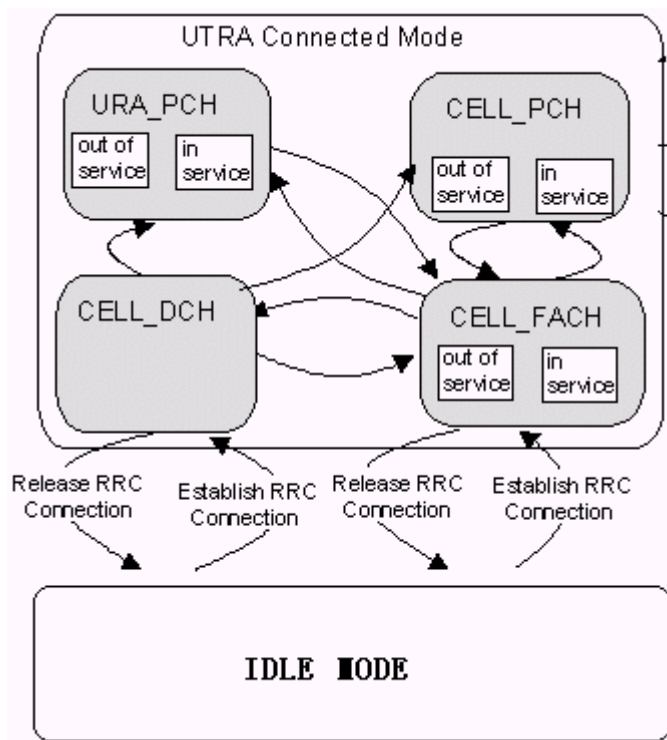 UTRA Connected Mode
URA_PCH
out of
service
in
service
CELL_PCH
out of
service
in
service
CELL_DCH
CELL_FACH
out of
service
in
service
Release RRC
Connection
Establish RRC
Connection
Release RRC
Connection
Establish RRC
Connection
IDLE MODE